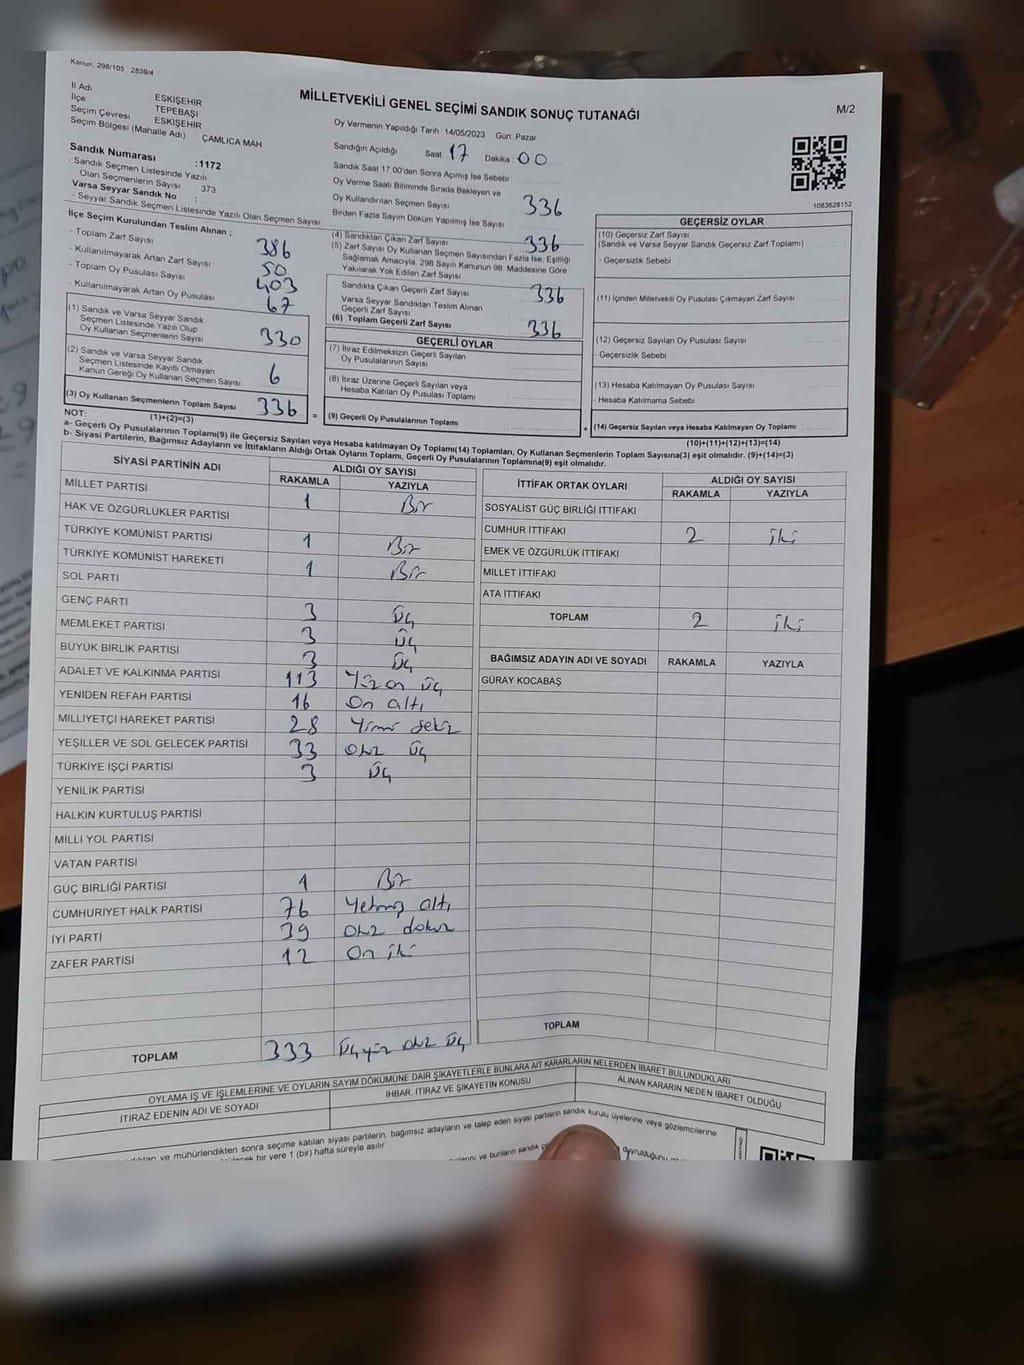 Kanun, 298/105 , 2839/4
MİLLETVEKİLİ GENEL SEÇİMİ SANDIK SONUÇ TUTANAĞI
M/2
İl Adı ESKİŞEHİR
İlçe TEPEBAŞI
Seçim Çevresi ESKİŞEHİR
Seçim Bölgesi (Mahalle Adı) ÇAMLICA MAH
Sandık Numarası :1172
- Sandık Seçmen Listesinde Yazılı
Olan Seçmenlerin Sayısı 373
Varsa Seyyar Sandık No :
- Seyyar Sandık Seçmen Listesinde Yazılı Olan Seçmen Sayısı:
Oy Vermenin Yapıldığı Tarih 14/05/2023 Gün: Pazar
Sandığın Açıldığı Saat: 17 Dakika: 00
Sandık Saat 17.00'den Sonra Açımış İse Sebebi
Oy Verme Saati Bitiminde Sırada Bekleyen ve
Oy Kullandırılan Seçmen Sayısı 336
Birden Fazla Sayım Döküm Yapılmış İse Sayısı
1083628152
İlçe Seçim Kurulundan Teslim Alınan ;
- Toplam Zarf Sayısı 386
- Kullanılmayarak Artan Zarf Sayısı 50
- Toplam Oy Pusulası Sayısı 403
- Kullanılmayarak Artan Oy Pusulası 67
(1) Sandık ve Varsa Seyyar Sandık
Seçmen Listesinde Yazılı Olup
Oy Kullanan Seçmenlerin Sayısı 330
(2) Sandık ve Varsa Seyyar Sandık
Seçmen Listesinde Kayıtlı Olmayan
Kanun Gereği Oy Kullanan Seçmen Sayısı 6
(3) Oy Kullanan Seçmenlerin Toplam Sayısı 336
(4) Sandıktan Çıkan Zarf Sayısı 336
(5) Zarf Sayısı Oy Kullanan Seçmen Sayısından Fazla İse, Eşitliği
Sağlamak Amacıyla, 298 Sayılı Kanunun 98. Maddesine Göre
Yakılarak Yok Edilen Zarf Sayısı
Sandıkta Çıkan Geçerli Zarf Sayısı 336
Varsa Seyyar Sandıktan Teslim Alınan
Geçerli Zarf Sayısı
(6) Toplam Geçerli Zarf Sayısı 336
GEÇERLİ OYLAR
(7) İtiraz Edilmeksizin Geçerli Sayılan
Oy Pusulalarının Sayısı
(8) İtiraz Üzerine Geçerli Sayılan veya
Hesaba Katılan Oy Pusulası Toplamı
= (9) Geçerli Oy Pusulalarının Toplamı
GEÇERSİZ OYLAR
(10) Geçersiz Zarf Sayısı
(Sandık ve Varsa Seyyar Sandık Geçersiz Zarf Toplamı)
- Geçersizlik Sebebi
(11) İçinden Milletvekili Oy Pusulası Çıkmayan Zarf Sayısı
(12) Geçersiz Sayılan Oy Pusulası Sayısı
- Geçersizlik Sebebi
(13) Hesaba Katılmayan Oy Pusulası Sayısı
- Hesaba Katılmama Sebebi
+ (14) Geçersiz Sayılan veya Hesaba Katılmayan Oy Toplamı
NOT: (1)+(2)=(3) (10)+(11)+(12)+(13)=(14)
a- Geçerli Oy Pusulalarının Toplamı(9) ile Geçersiz Sayılan veya Hesaba katılmayan Oy Toplamı(14) Toplamları, Oy Kullanan Seçmenlerin Toplam Sayısına(3) eşit olmalıdır. (9)+(14)=(3)
b- Siyasi Partilerin, Bağımsız Adayların ve İttifakların Aldığı Ortak Oyların Toplamı, Geçerli Oy Pusulalarının Toplamına(9) eşit olmalıdır.
SİYASİ PARTİNİN ADI ALDIĞI OY SAYISI
RAKAMLA YAZIYLA
MİLLET PARTİSİ 1 Bir
HAK VE ÖZGÜRLÜKLER PARTİSİ
TÜRKİYE KOMÜNİST PARTİSİ 1 Bir
TÜRKİYE KOMÜNİST HAREKETİ 1 Bir
SOL PARTİ
GENÇ PARTİ 3 üç
MEMLEKET PARTİSİ 3 üç
BÜYÜK BİRLİK PARTİSİ 3 üç
ADALET VE KALKINMA PARTİSİ 113 Yüz on üç
YENİDEN REFAH PARTİSİ 16 On altı
MİLLİYETÇİ HAREKET PARTİSİ 28 Yirmi sekiz
YEŞİLLER VE SOL GELECEK PARTİSİ 33 Otuz üç
TÜRKİYE İŞÇİ PARTİSİ 3 üç
YENİLİK PARTİSİ
HALKIN KURTULUŞ PARTİSİ
MİLLİ YOL PARTİSİ
VATAN PARTİSİ
GÜÇ BİRLİĞİ PARTİSİ 1 Bir
CUMHURİYET HALK PARTİSİ 76 Yetmiş altı
İYİ PARTİ 39 Otuz dokuz
ZAFER PARTİSİ 12 On iki
TOPLAM 333 Üçyüz otuz üç
İTTİFAK ORTAK OYLARI ALDIĞI OY SAYISI
RAKAMLA YAZIYLA
SOSYALİST GÜÇ BİRLİĞİ İTTİFAKI
CUMHUR İTTİFAKI 2 iki
EMEK VE ÖZGÜRLÜK İTTİFAKI
MİLLET İTTİFAKI
ATA İTTİFAKI
TOPLAM 2 iki
BAĞIMSIZ ADAYIN ADI VE SOYADI RAKAMLA YAZIYLA
GÜRAY KOCABAŞ
TOPLAM
OYLAMA İŞ VE İŞLEMLERİNE VE OYLARIN SAYIM DÖKÜMÜNE DAİR ŞİKAYETLERLE BUNLARA AİT KARARLARIN NELERDEN İBARET BULUNDUKLARI
İTİRAZ EDENİN ADI VE SOYADI
İHBAR, İTİRAZ VE ŞİKAYETİN KONUSU
ALINAN KARARIN NEDEN İBARET OLDUĞU
ve mühürlendikten sonra seçime katılan siyasi partilerin, bağımsız adayların ve talep eden siyasi partilerin sandık kurulu üyelerine veya gözlemcilerine
bir yere 1 (bir) hafta süreyle asılır